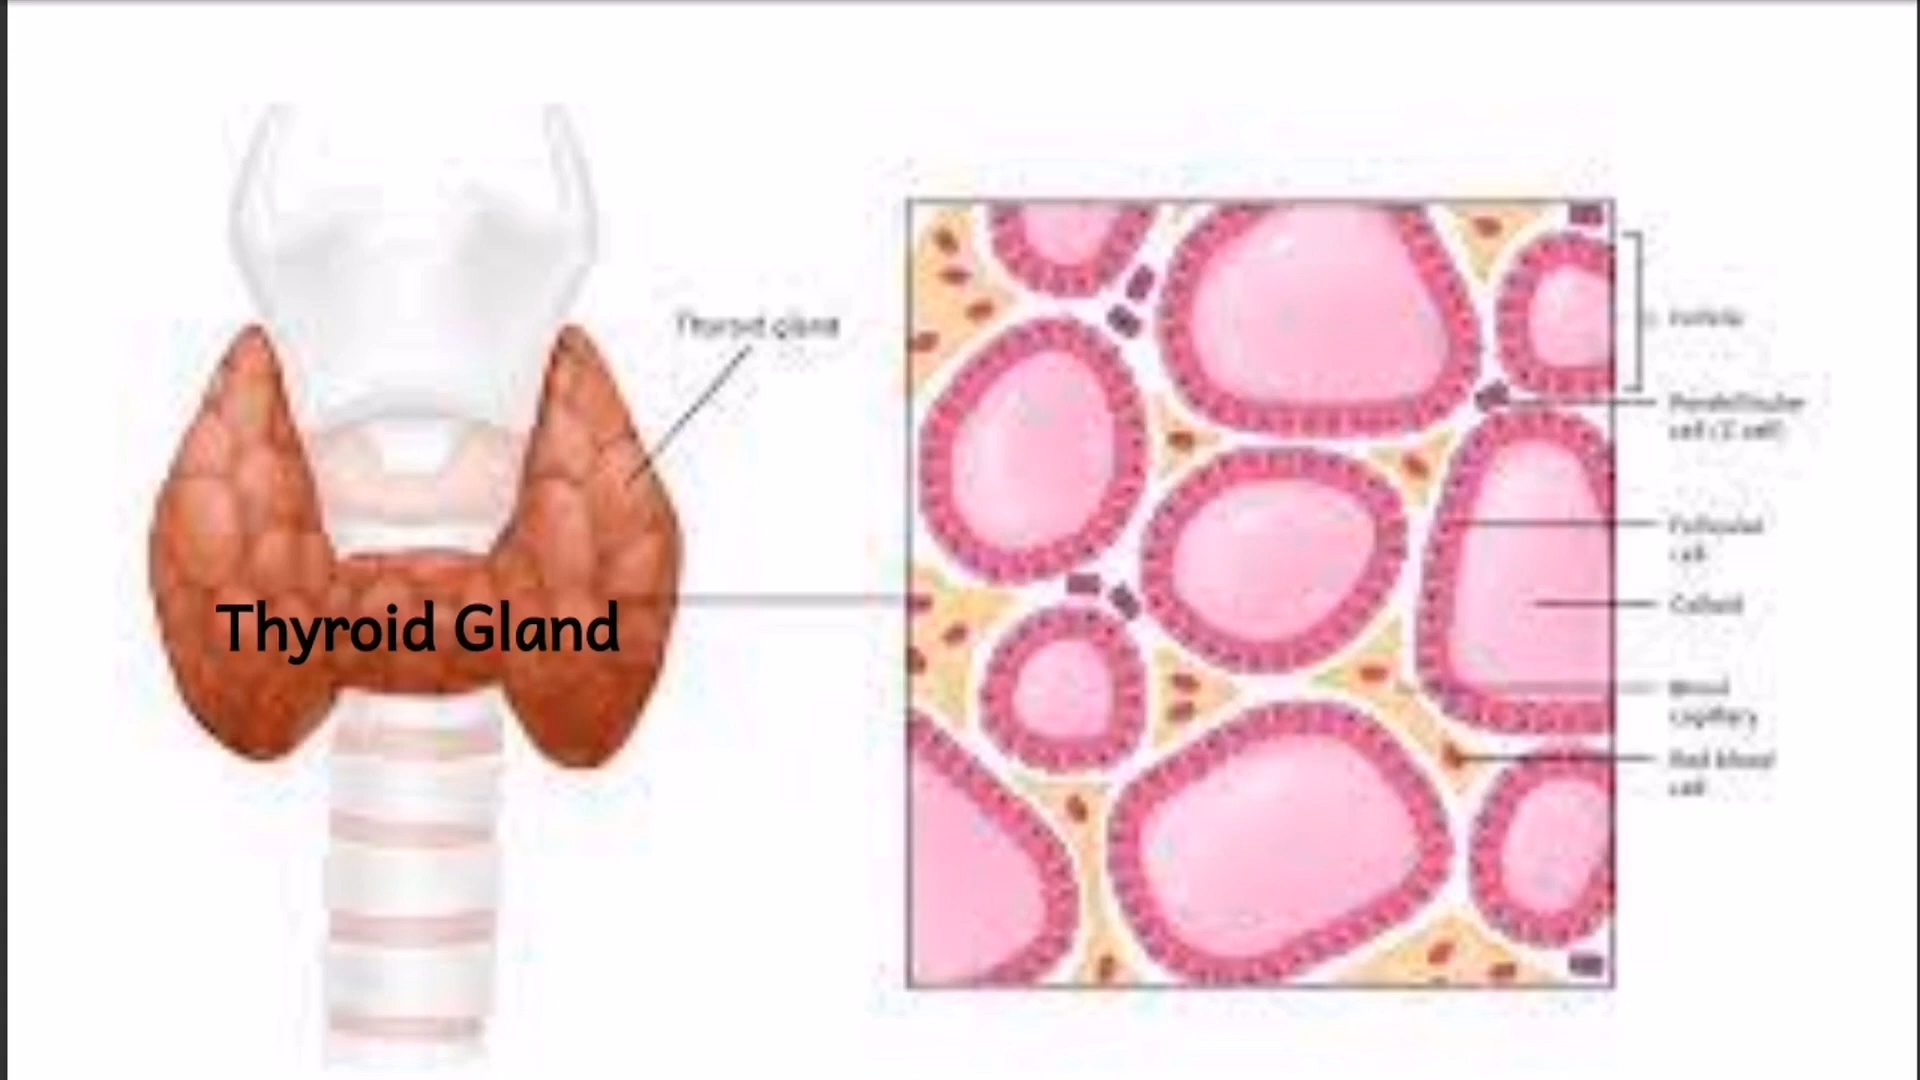 Thyroid gland
Thyroid Gland
Follicle
Parafollicular
cell (C cell)
Follicular
cell
Colloid
Blood
capillary
Red blood
cell